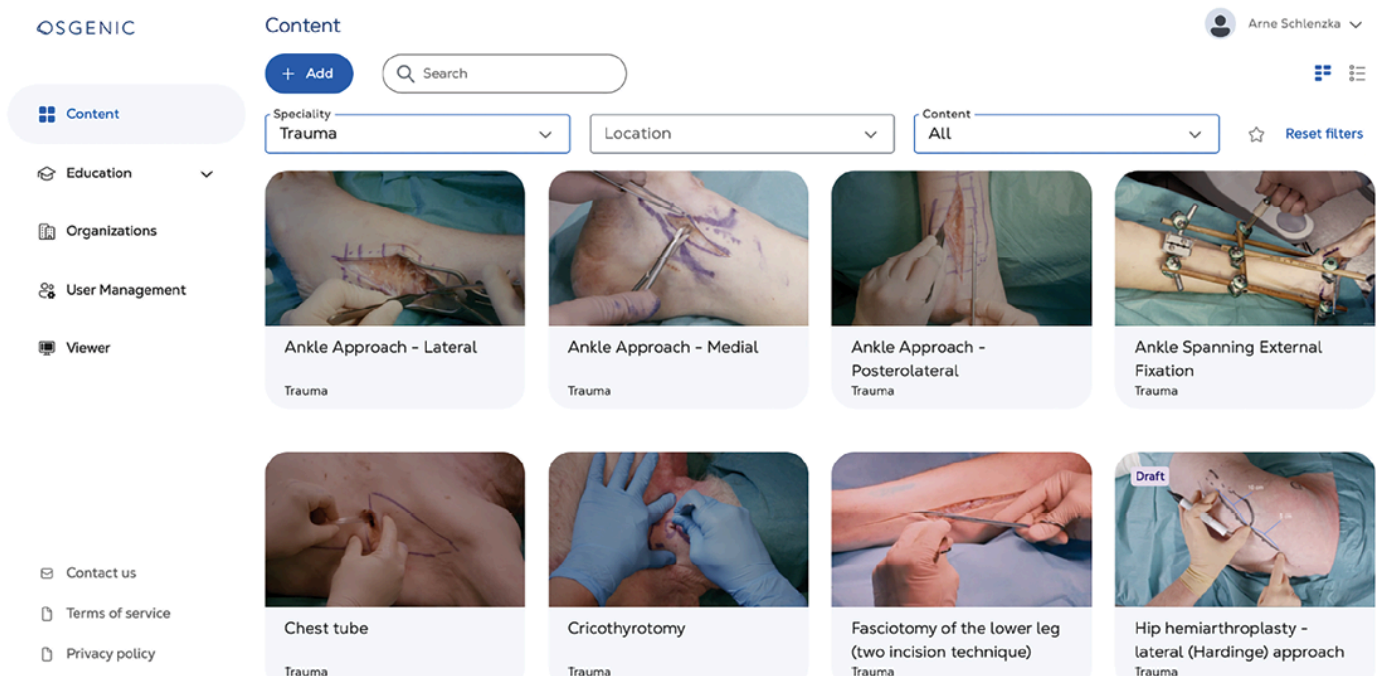 OSGENIC
Content
Arne Schlenzka
+ Add
Search
Content
Education
Organizations
User Management
Viewer
Contact us
Terms of service
Privacy policy
Speciality
Trauma
Location
Content
All
Reset filters
Ankle Approach - Lateral
Trauma
Ankle Approach - Medial
Trauma
Ankle Approach -
Posterolateral
Trauma
Ankle Spanning External
Fixation
Trauma
Chest tube
Trauma
Cricothyrotomy
Trauma
Fasciotomy of the lower leg
(two incision technique)
Trauma
Draft
Hip hemiarthroplasty -
lateral (Hardinge) approach
Trauma